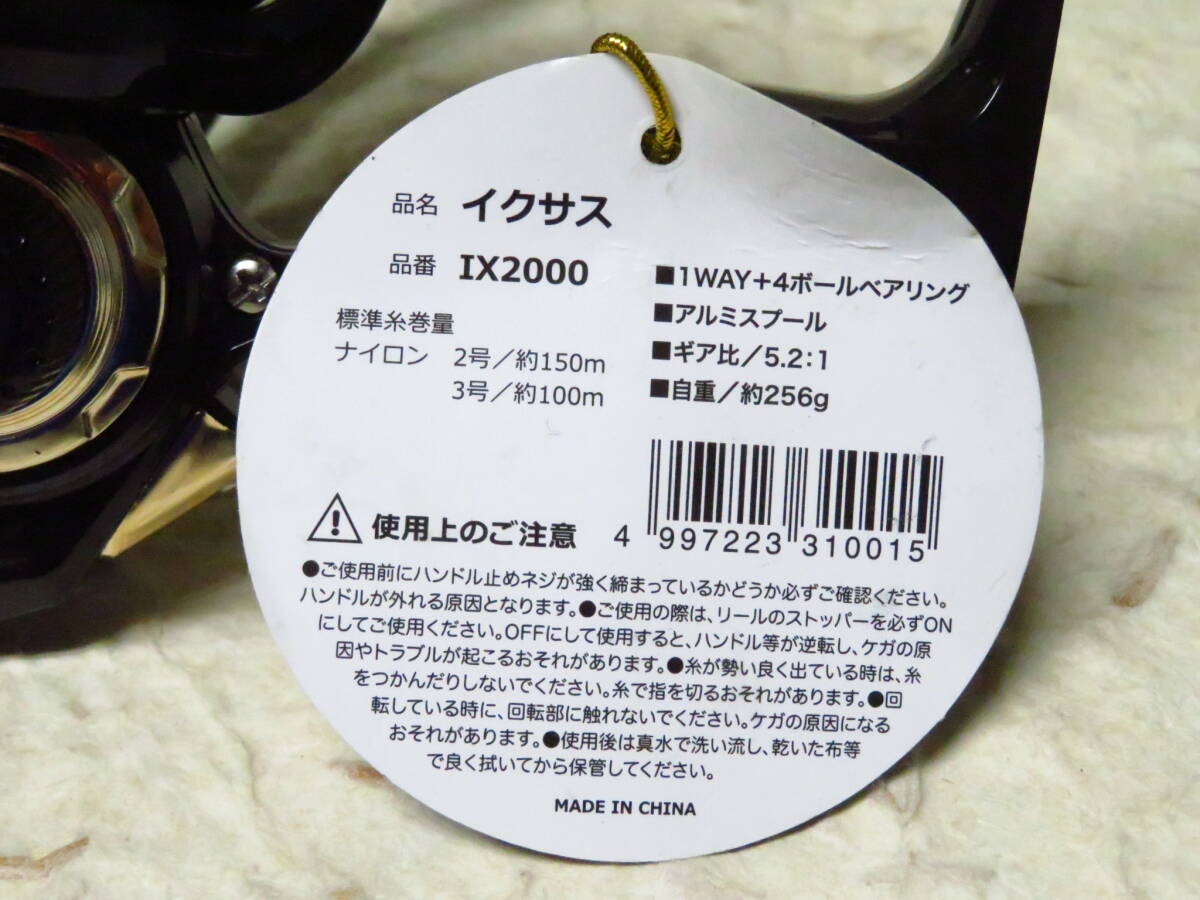 品名 イクサス
品番 IX2000
標準糸巻量
ナイロン 2号/約150m
3号/約100m
■1WAY+4ボールベアリング
■アルミスプール
■ギア比/5.2:1
■自重/約256g
4 997223 310015
使用上のご注意
●ご使用前にハンドル止めネジが強く締まっているかどうか必ずご確認ください。
ハンドルが外れる原因となります。●ご使用の際は、リールのストッパーを必ずON
にしてご使用ください。OFFにして使用すると、ハンドル等が逆転し、ケガの原
因やトラブルが起こるおそれがあります。●糸が勢い良く出ている時は、糸
をつかんだりしないでください。糸で指を切るおそれがあります。●回
転している時に、回転部に触れないでください。ケガの原因になる
おそれがあります。●使用後は真水で洗い流し、乾いた布等
で良く拭いてから保管してください。
MADE IN CHINA